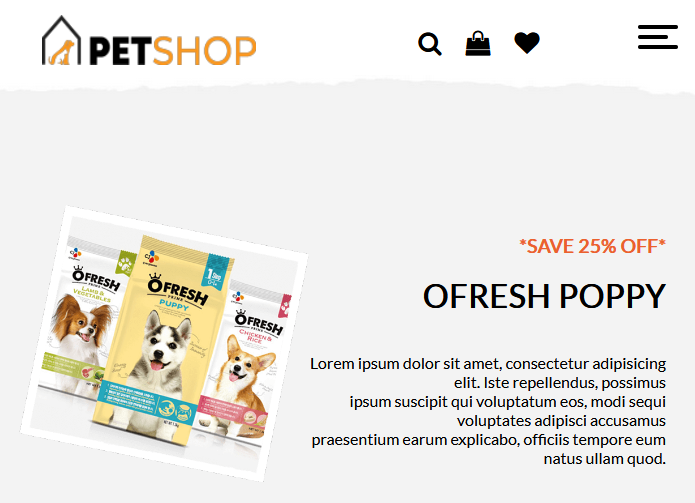 PETSHOP
*SAVE 25% OFF*
OFRESH POPPY
Lorem ipsum dolor sit amet, consectetur adipisicing
elit. Iste repellendus, possimus
ipsum suscipit qui voluptatum eos, modi sequi
voluptates adipisci accusamus
praesentium earum explicabo, officiis tempore eum
natus ullam quod.
OFRESH
LAMB &
VEGETABLES
OFRESH
PRIME
PUPPY
OFRESH
PRIME
CHICKEN &
RICE